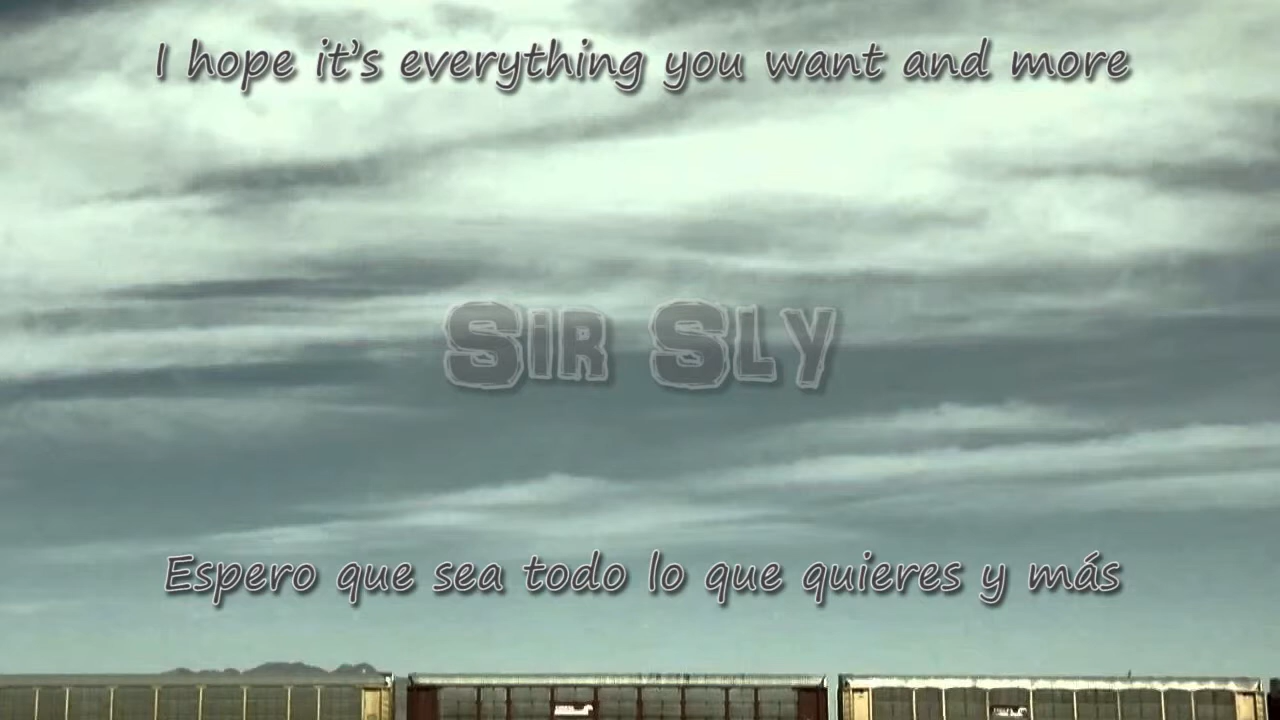 I hope it's everything you want and more
Sir Sly
Espero que sea todo lo que quieres y más